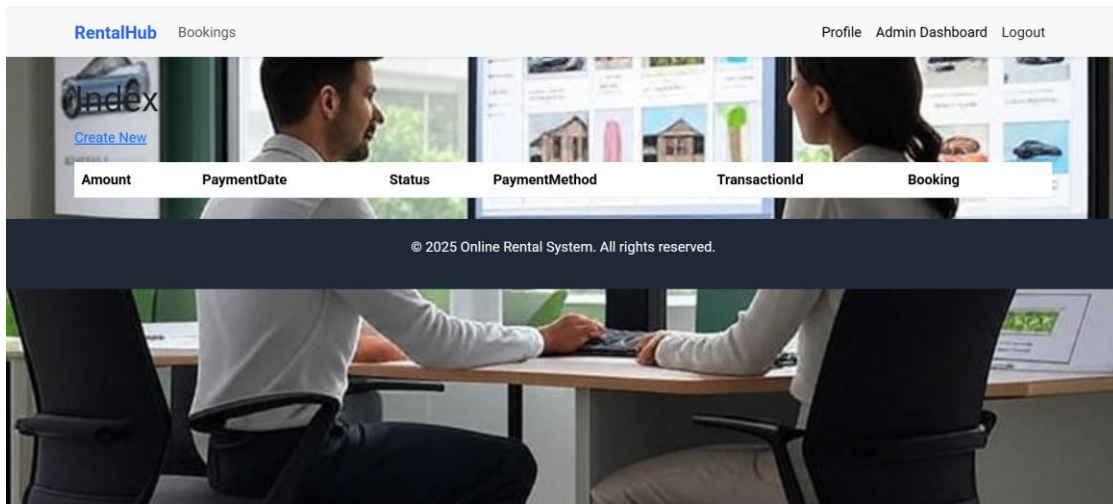 RentalHub Bookings Profile Admin Dashboard Logout
Index
Create New
Amount PaymentDate Status PaymentMethod TransactionId Booking
© 2025 Online Rental System. All rights reserved.